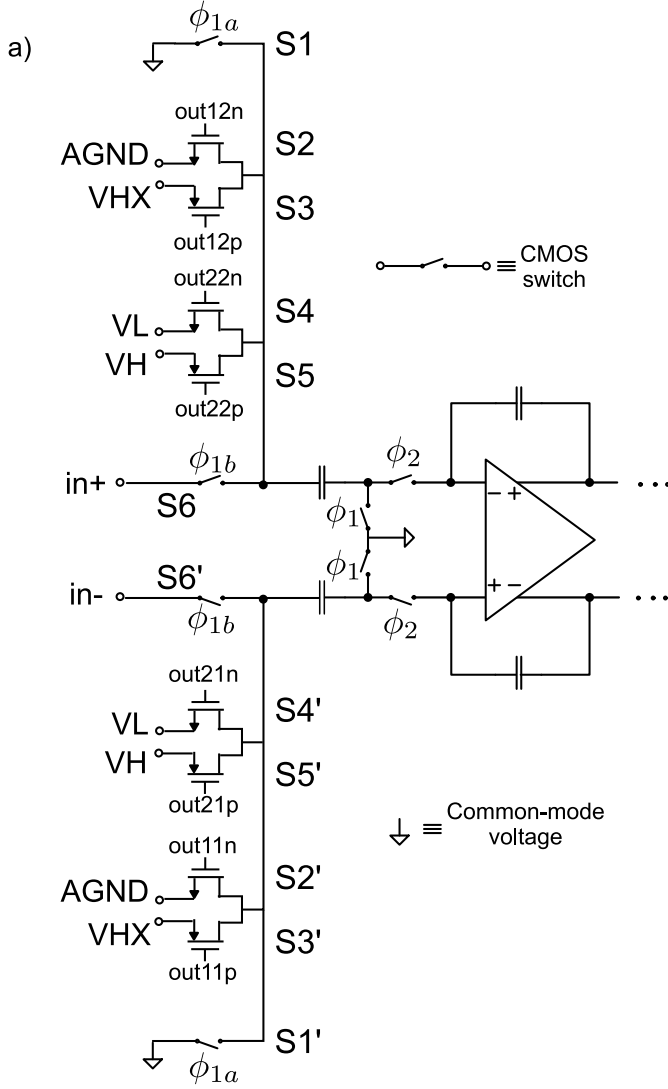 a)
ϕ1a
S1
out12n
AGND
S2
VHX
S3
out12p
CMOS
switch
out22n
VL
S4
VH
S5
out22p
in+
ϕ1b
S6
ϕ2
ϕ1
− +
in-
S6'
ϕ1b
ϕ1
ϕ2
+ −
out21n
VL
S4'
VH
S5'
out21p
Common-mode
voltage
out11n
AGND
S2'
VHX
S3'
out11p
S1'
ϕ1a